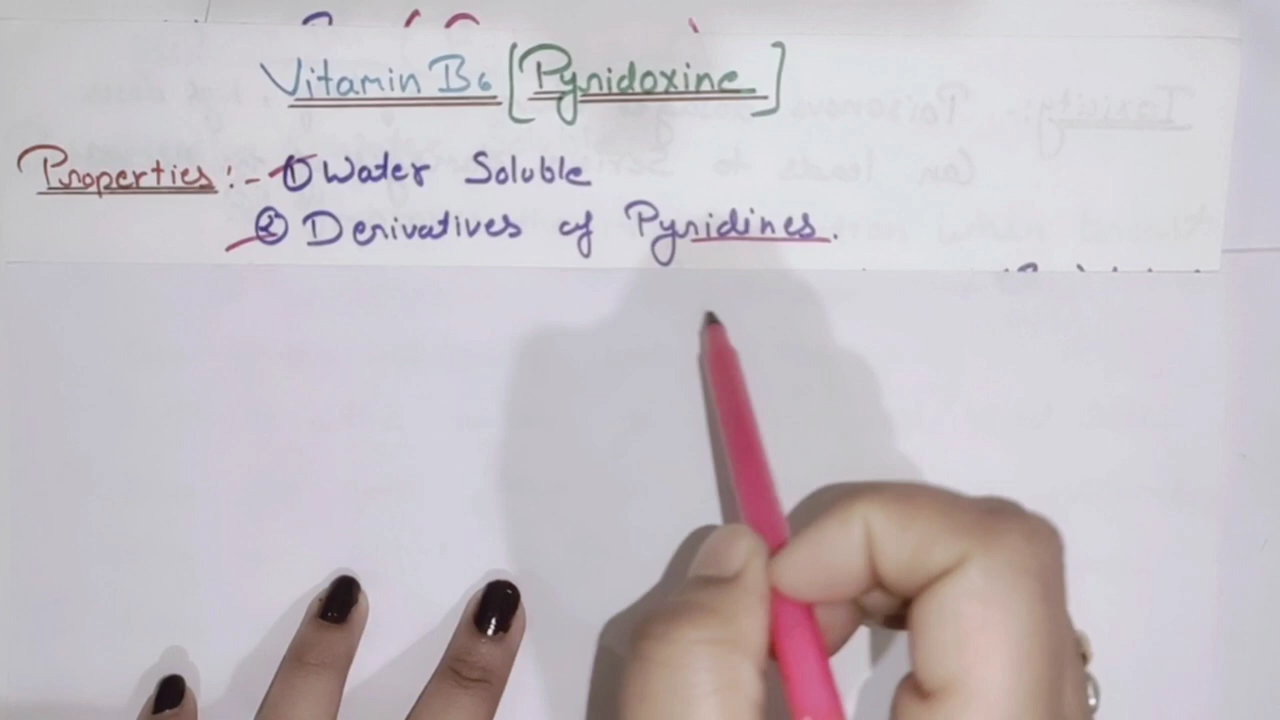 Vitamin B6 [Pyridoxine]
Properties :- ① Water Soluble
② Derivatives of Pyridines.